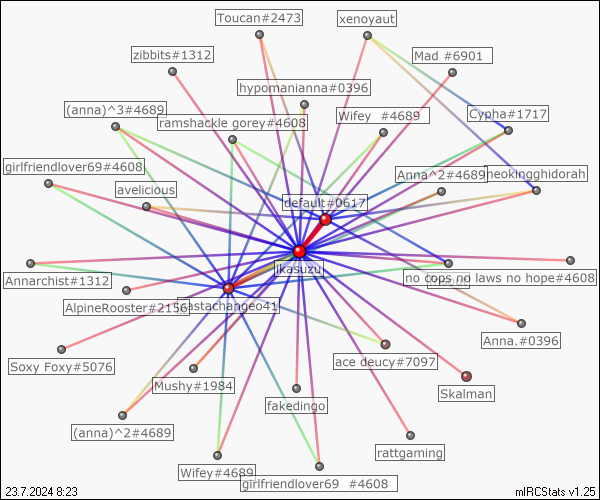 Toucan#2473
xenoyaut
zibbits#1312
Mad #6901
hypomanianna#0396
(anna)^3#4689
ramshackle gorey#4608
Wifey #4689
Cypha#1717
girlfriendlover69#4608
avelicious
Anna^2#4689
neokingghidorah
default#0617
jkasuzu
Annarchist#1312
no cops no laws no hope#4608
AlpineRooster#2156
rastachangeo41
Anna.#0396
Soxy Foxy#5076
Mushy#1984
ace deucy#7097
Skalman
fakedingo
(anna)^2#4689
rattgaming
Wifey#4689
girlfriendlover69 #4608
23.7.2024 8:23
mIRCStats v1.25